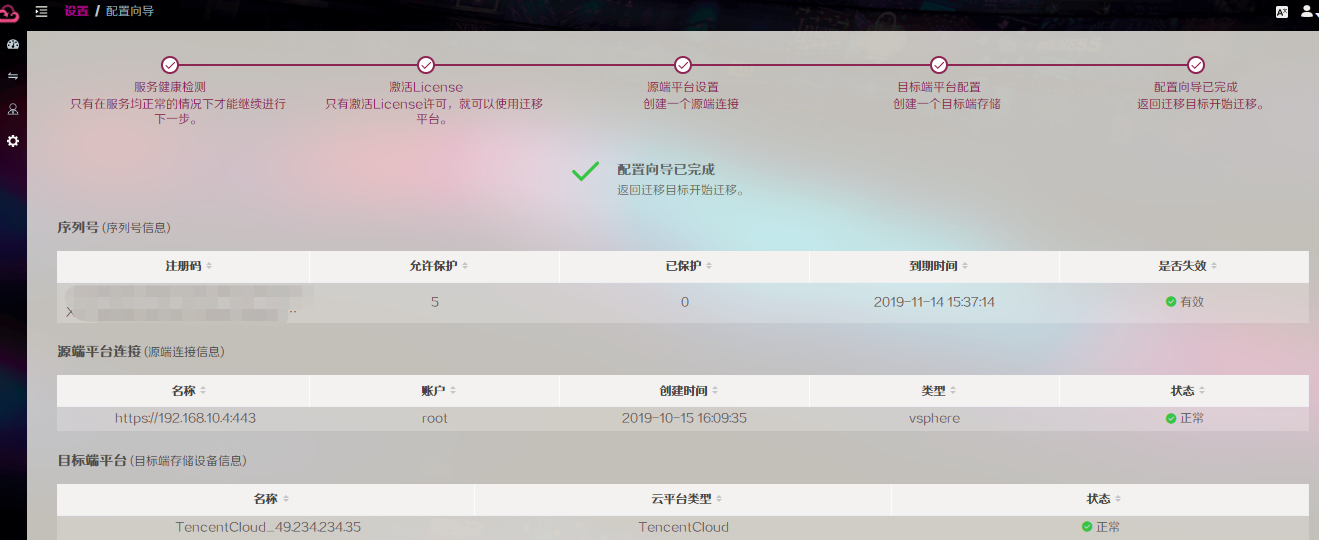 设置 / 配置向导
服务健康检测
只有在服务均正常的情况下才能继续进行
下一步。
激活License
只有激活License许可，就可以使用迁移
平台。
源端平台设置
创建一个源端连接
目标端平台配置
创建一个目标端存储
配置向导已完成
返回迁移目标开始迁移。
配置向导已完成
返回迁移目标开始迁移。
序列号 (序列号信息)
注册码 允许保护 已保护 到期时间 是否失效
5 0 2019-11-14 15:37:14 有效
源端平台连接 (源端连接信息)
名称 账户 创建时间 类型 状态
https://192.168.10.4:443 root 2019-10-15 16:09:35 vsphere 正常
目标端平台 (目标端存储设备信息)
名称 云平台类型 状态
TencentCloud_49.234.234.35 TencentCloud 正常